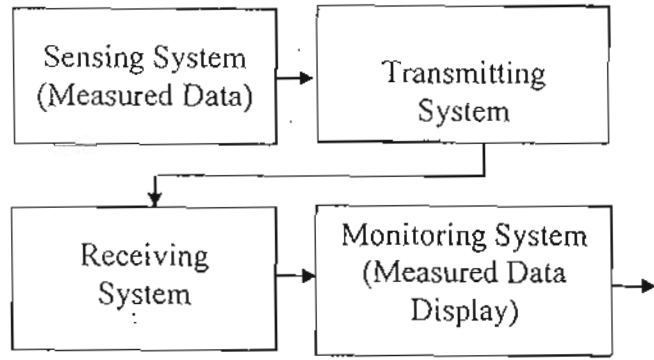 Sensing System
(Measured Data)
Transmitting
System
Receiving
System
Monitoring System
(Measured Data
Display)